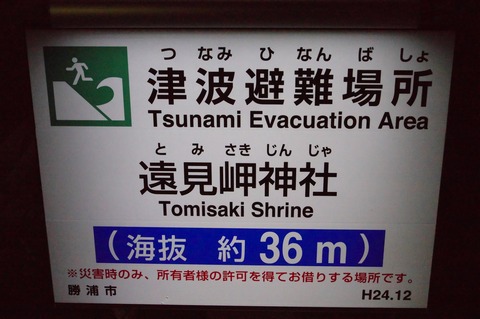 つ なみ ひ なん ば しょ
津波避難場所
Tsunami Evacuation Area
と み さき じん じゃ
遠見岬神社
Tomisaki Shrine
(海抜 約 36 m)
※災害時のみ、所有者様の許可を得てお借りする場所です。
勝浦市 H24.12